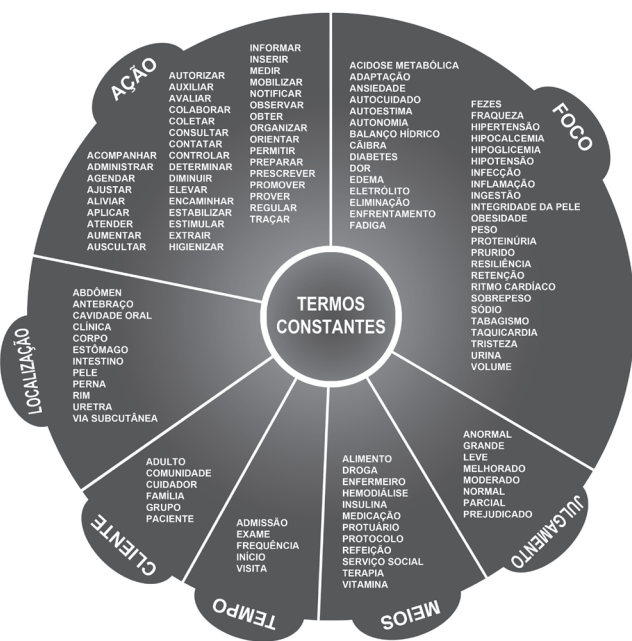 AÇÃO
ACOMPANHAR
ADMINISTRAR
AGENDAR
AJUSTAR
ALIVIAR
APLICAR
ATENDER
AUMENTAR
AUSCULTAR
AUTORIZAR
AUXILIAR
AVALIAR
COLABORAR
COLETAR
CONSULTAR
CONTATAR
CONTROLAR
DETERMINAR
DIMINUIR
ELEVAR
ENCAMINHAR
ESTABILIZAR
ESTIMULAR
EXTRAIR
HIGIENIZAR
INFORMAR
INSERIR
MEDIR
MOBILIZAR
NOTIFICAR
OBSERVAR
OBTER
ORGANIZAR
ORIENTAR
PERMITIR
PREPARAR
PRESCREVER
PROMOVER
PROVER
REGULAR
TRAÇAR
FOCO
ACIDOSE METABÓLICA
ADAPTAÇÃO
ANSIEDADE
AUTOCUIDADO
AUTOESTIMA
AUTONOMIA
BALANÇO HÍDRICO
CÃIBRA
DIABETES
DOR
EDEMA
ELETRÓLITO
ELIMINAÇÃO
ENFRENTAMENTO
FADIGA
FEZES
FRAQUEZA
HIPERTENSÃO
HIPOCALCEMIA
HIPOGLICEMIA
HIPOTENSÃO
INFECÇÃO
INFLAMAÇÃO
INGESTÃO
INTEGRIDADE DA PELE
OBESIDADE
PESO
PROTEINÚRIA
PRURIDO
RESILIÊNCIA
RETENÇÃO
RITMO CARDÍACO
SOBREPESO
SÓDIO
TABAGISMO
TAQUICARDIA
TRISTEZA
URINA
VOLUME
TERMOS
CONSTANTES
LOCALIZAÇÃO
ABDÔMEN
ANTEBRAÇO
CAVIDADE ORAL
CLÍNICA
CORPO
ESTÔMAGO
INTESTINO
PELE
PERNA
RIM
URETRA
VIA SUBCUTÂNEA
CLIENTE
ADULTO
COMUNIDADE
CUIDADOR
FAMÍLIA
GRUPO
PACIENTE
TEMPO
ADMISSÃO
EXAME
FREQUÊNCIA
INÍCIO
VISITA
MEIOS
ALIMENTO
DROGA
ENFERMEIRO
HEMODIÁLISE
INSULINA
MEDICAÇÃO
PROTUÁRIO
PROTOCOLO
REFEIÇÃO
SERVIÇO SOCIAL
TERAPIA
VITAMINA
JULGAMENTO
ANORMAL
GRANDE
LEVE
MELHORADO
MODERADO
NORMAL
PARCIAL
PREJUDICADO